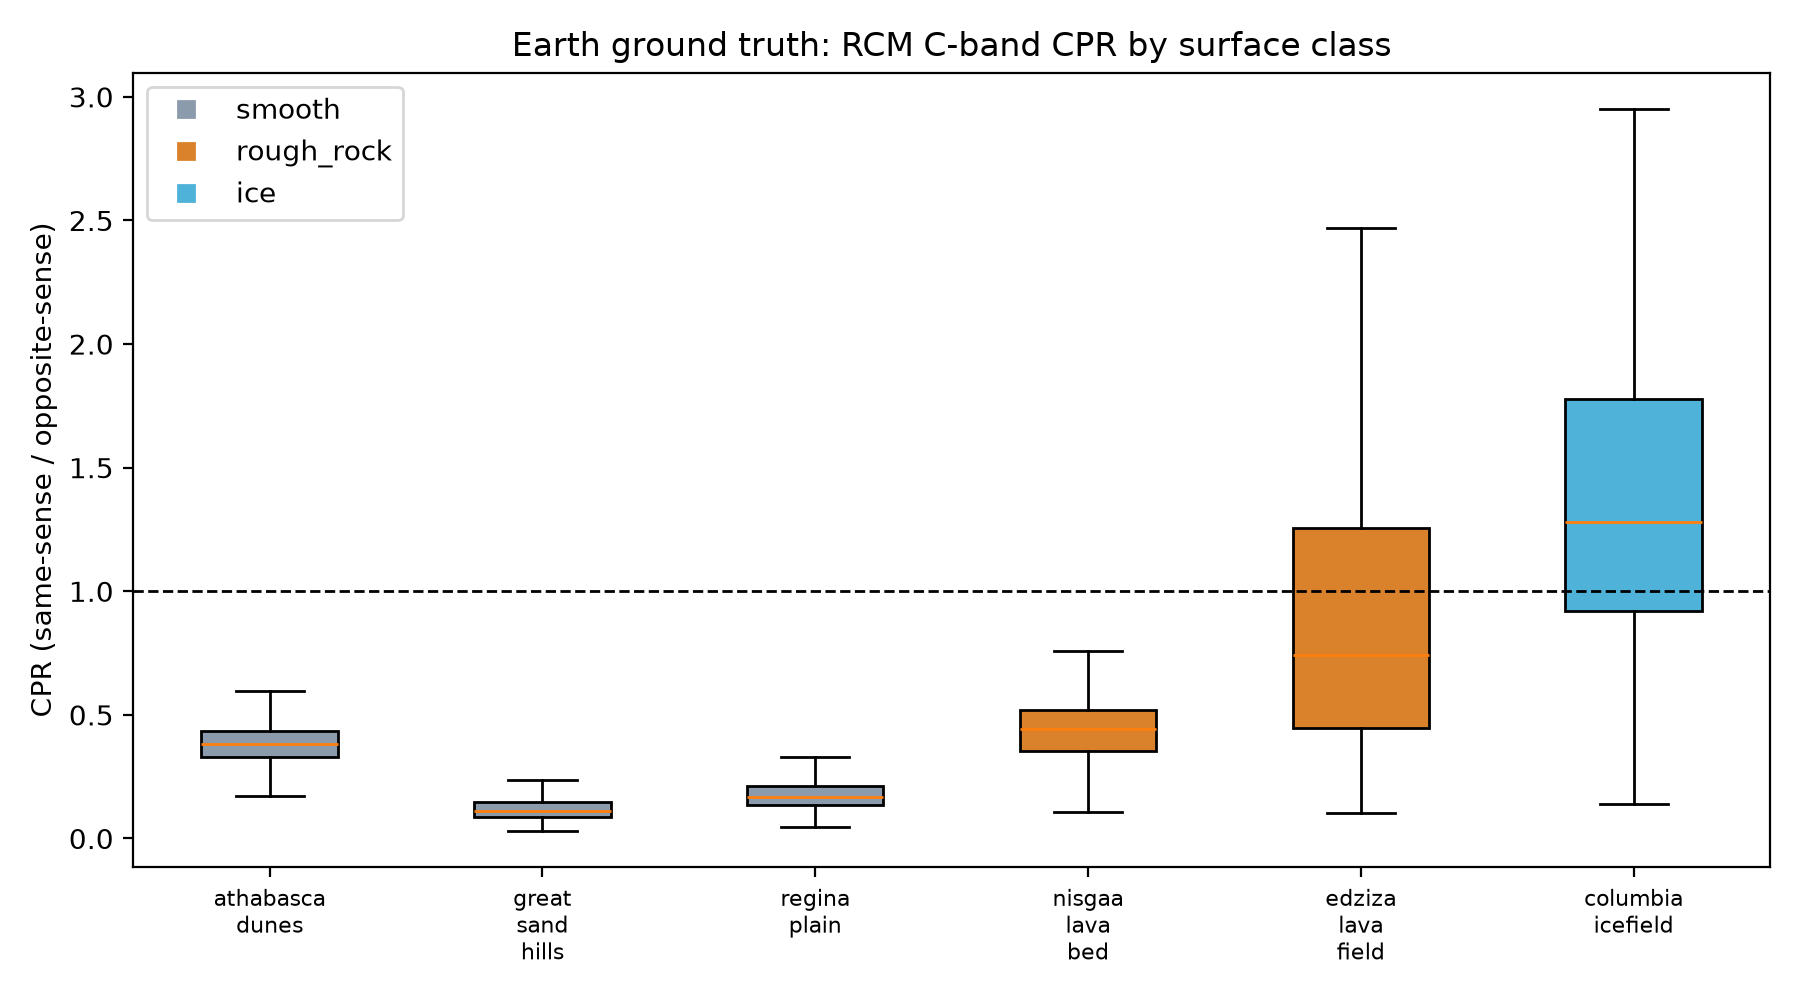 Earth ground truth: RCM C-band CPR by surface class
CPR (same-sense / opposite-sense)
3.0
2.5
2.0
1.5
1.0
0.5
0.0
smooth
rough_rock
ice
athabasca
dunes
great
sand
hills
regina
plain
nisgaa
lava
bed
edziza
lava
field
columbia
icefield